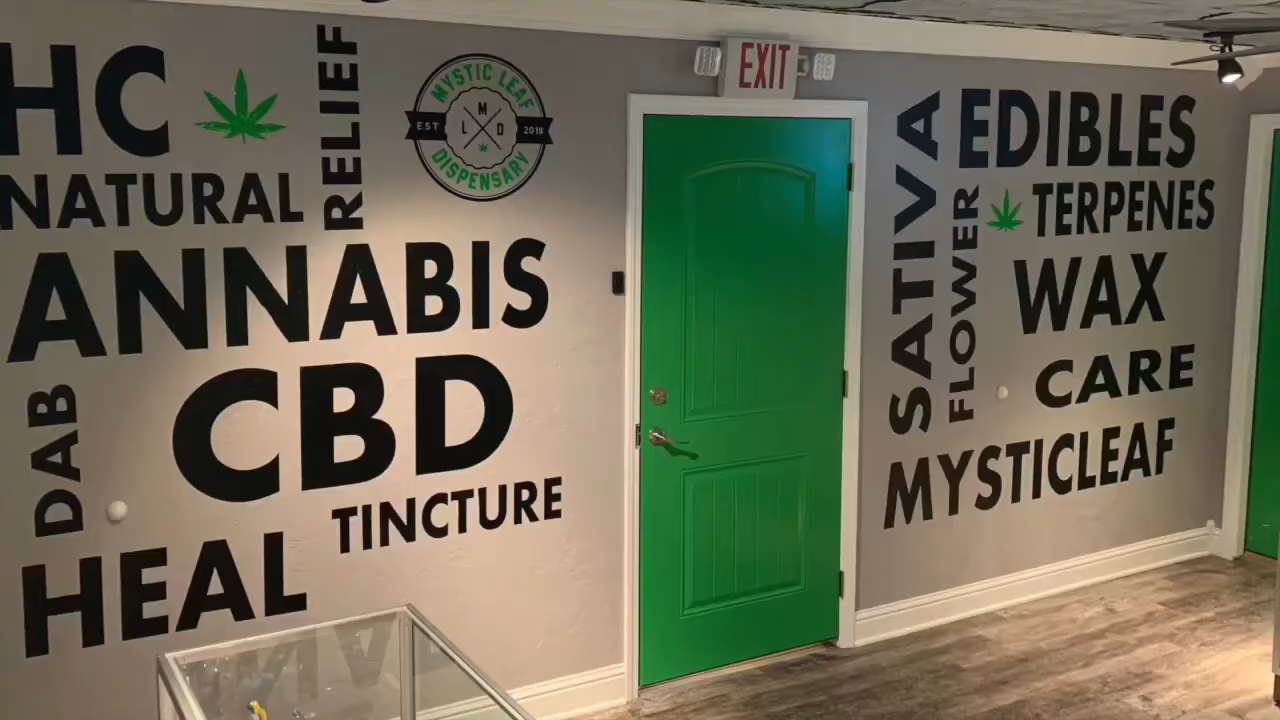 HC
RELIEF
NATURAL
MYSTIC LEAF
M
L D
EST 2018
DISPENSARY
ANNABIS
DAB
CBD
TINCTURE
HEAL
EXIT
SATIVA
EDIBLES
FLOWER
TERPENES
WAX
CARE
MYSTICLEAF